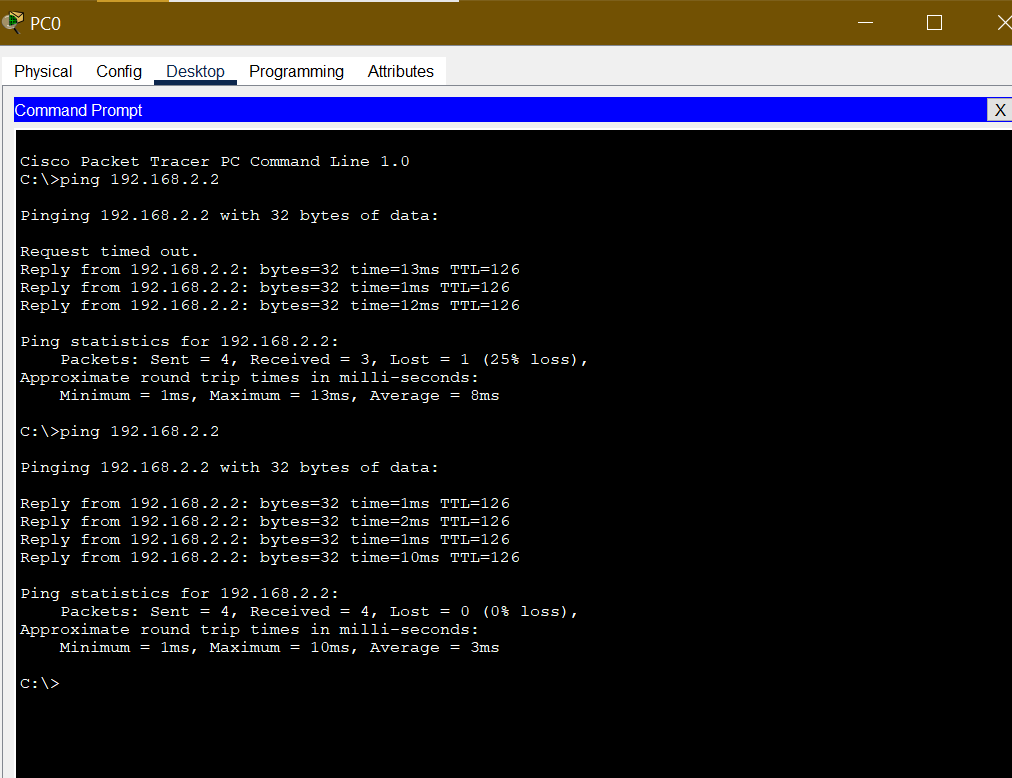 PC0
Physical Config Desktop Programming Attributes
Command Prompt X
Cisco Packet Tracer PC Command Line 1.0
C:\>ping 192.168.2.2
Pinging 192.168.2.2 with 32 bytes of data:
Request timed out.
Reply from 192.168.2.2: bytes=32 time=13ms TTL=126
Reply from 192.168.2.2: bytes=32 time=1ms TTL=126
Reply from 192.168.2.2: bytes=32 time=12ms TTL=126
Ping statistics for 192.168.2.2:
    Packets: Sent = 4, Received = 3, Lost = 1 (25% loss),
Approximate round trip times in milli-seconds:
    Minimum = 1ms, Maximum = 13ms, Average = 8ms
C:\>ping 192.168.2.2
Pinging 192.168.2.2 with 32 bytes of data:
Reply from 192.168.2.2: bytes=32 time=1ms TTL=126
Reply from 192.168.2.2: bytes=32 time=2ms TTL=126
Reply from 192.168.2.2: bytes=32 time=1ms TTL=126
Reply from 192.168.2.2: bytes=32 time=10ms TTL=126
Ping statistics for 192.168.2.2:
    Packets: Sent = 4, Received = 4, Lost = 0 (0% loss),
Approximate round trip times in milli-seconds:
    Minimum = 1ms, Maximum = 10ms, Average = 3ms
C:\>